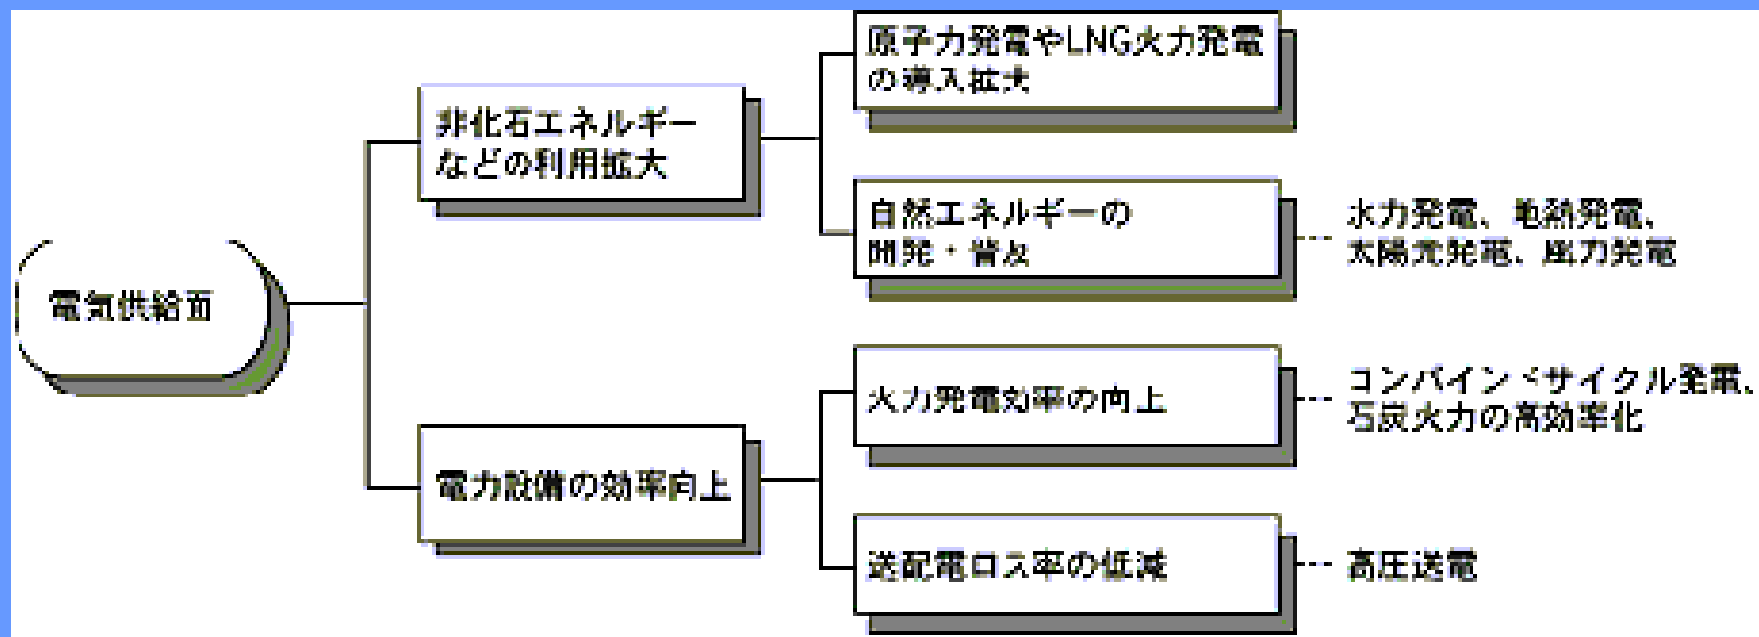 電気供給面
非化石エネルギー
などの利用拡大
原子力発電やLNG火力発電
の導入拡大
自然エネルギーの
開発・普及
水力発電、地熱発電、
太陽光発電、風力発電
電力設備の効率向上
火力発電効率の向上
コンバインドサイクル発電、
石炭火力の高効率化
送配電ロス率の低減
高圧送電